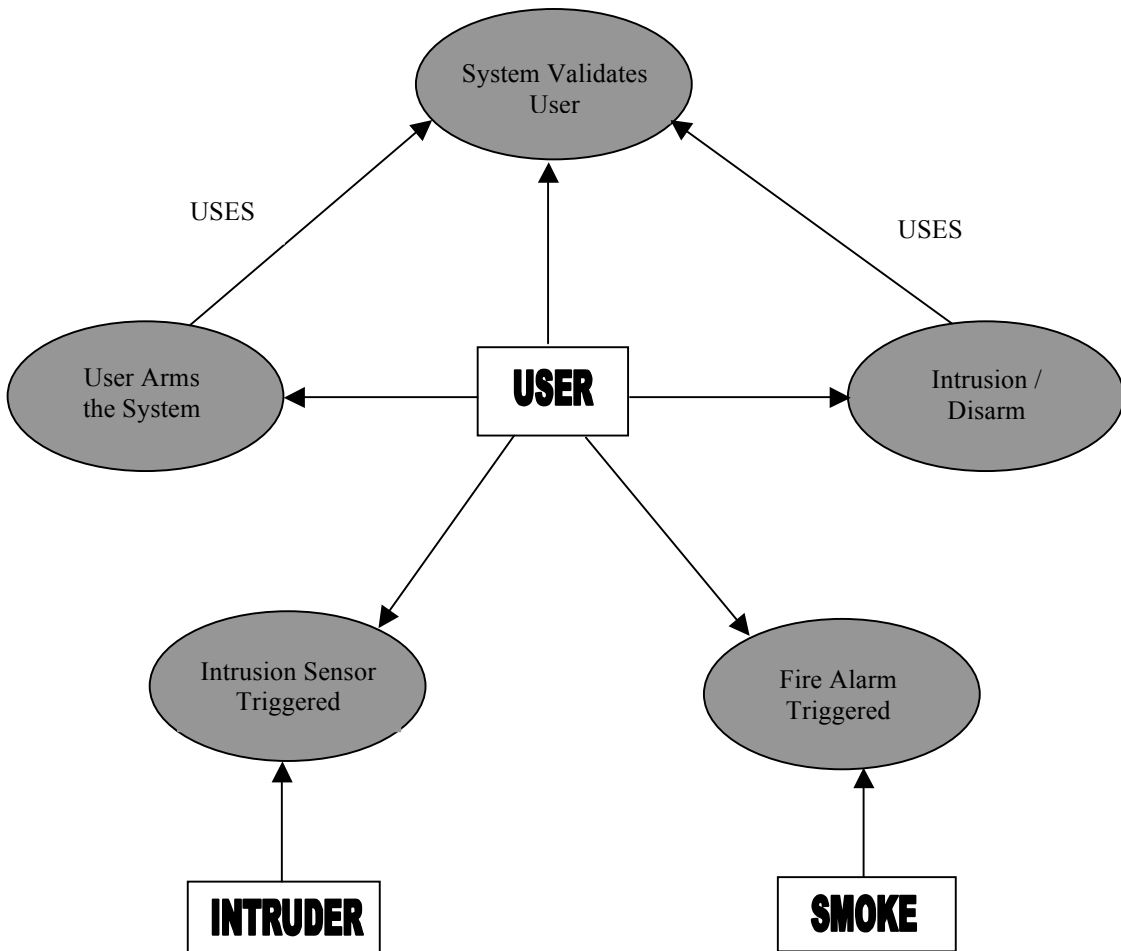 System Validates
User
USES
USES
User Arms
the System
USER
Intrusion /
Disarm
Intrusion Sensor
Triggered
Fire Alarm
Triggered
INTRUDER
SMOKE